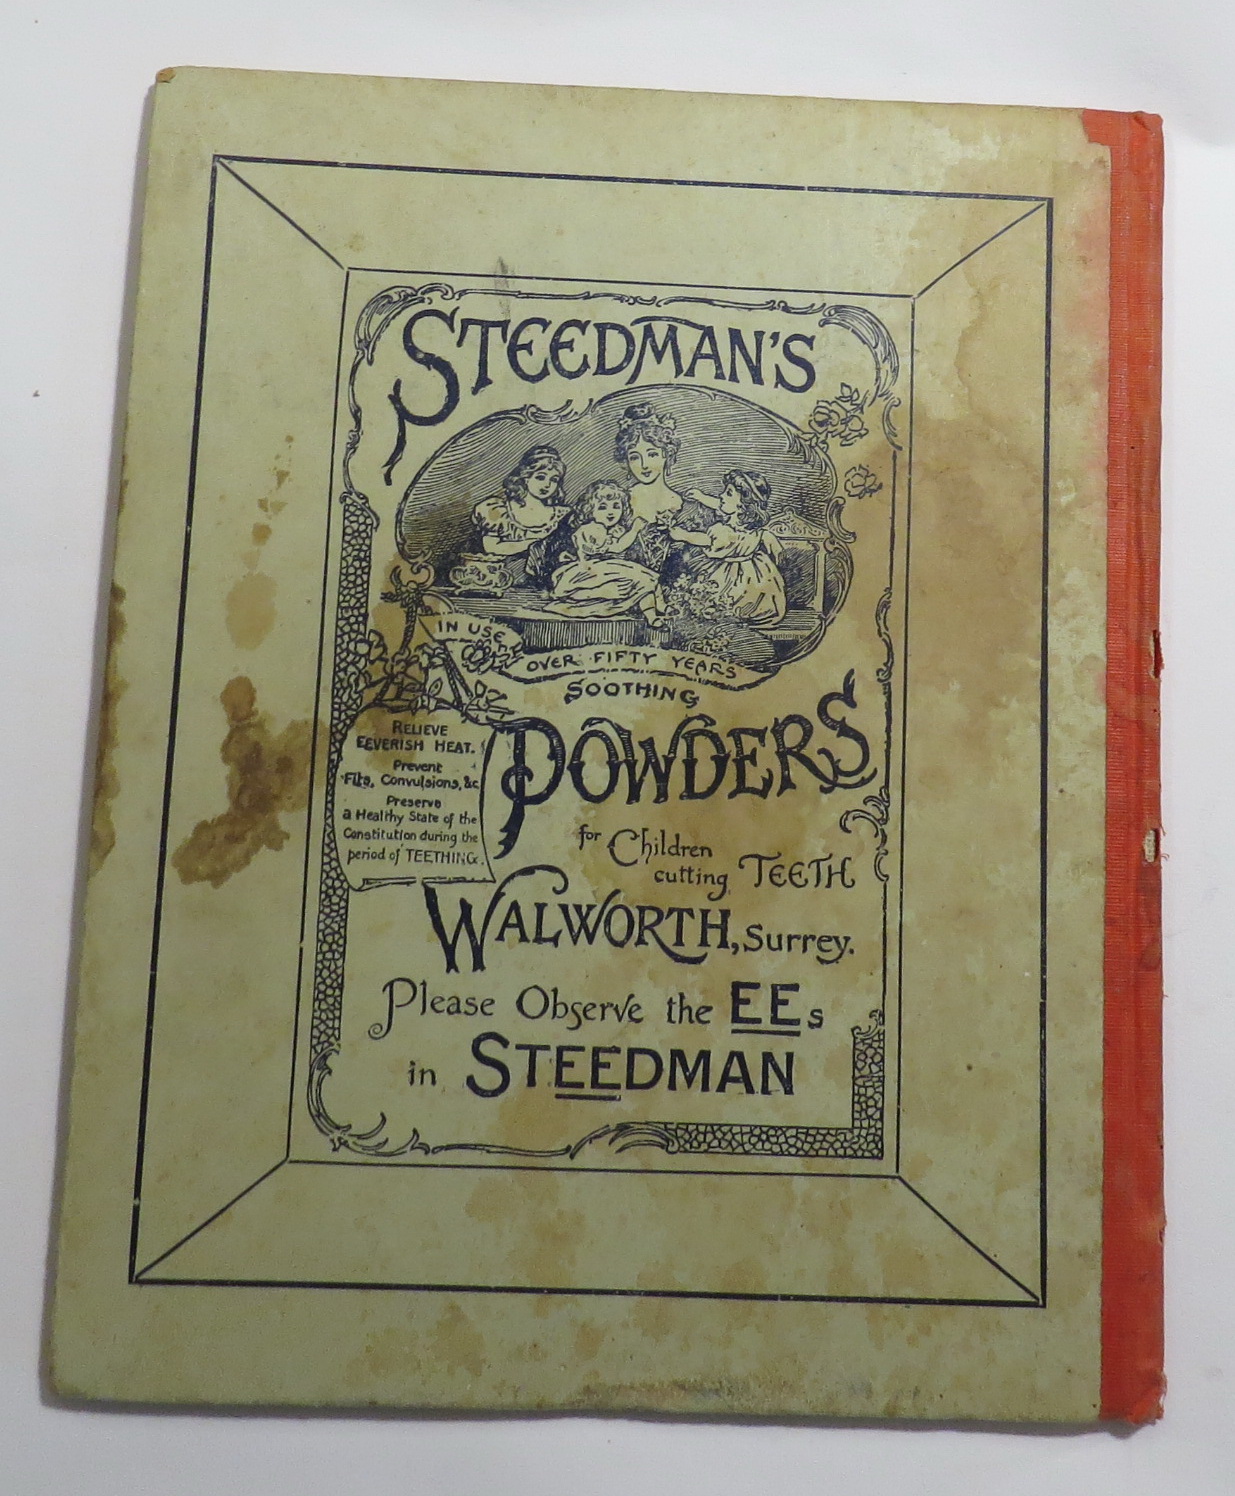 STEEDMAN'S
IN USE
OVER FIFTY YEARS
SOOTHING
POWDERS
RELIEVE
FEVERISH HEAT.
Prevent
Fits, Convulsions, &c
Preserve
a Healthy State of the
Constitution during the
period of TEETHING.
for Children
cutting TEETH
WALWORTH, Surrey.
Please Observe the EEs
in STEEDMAN